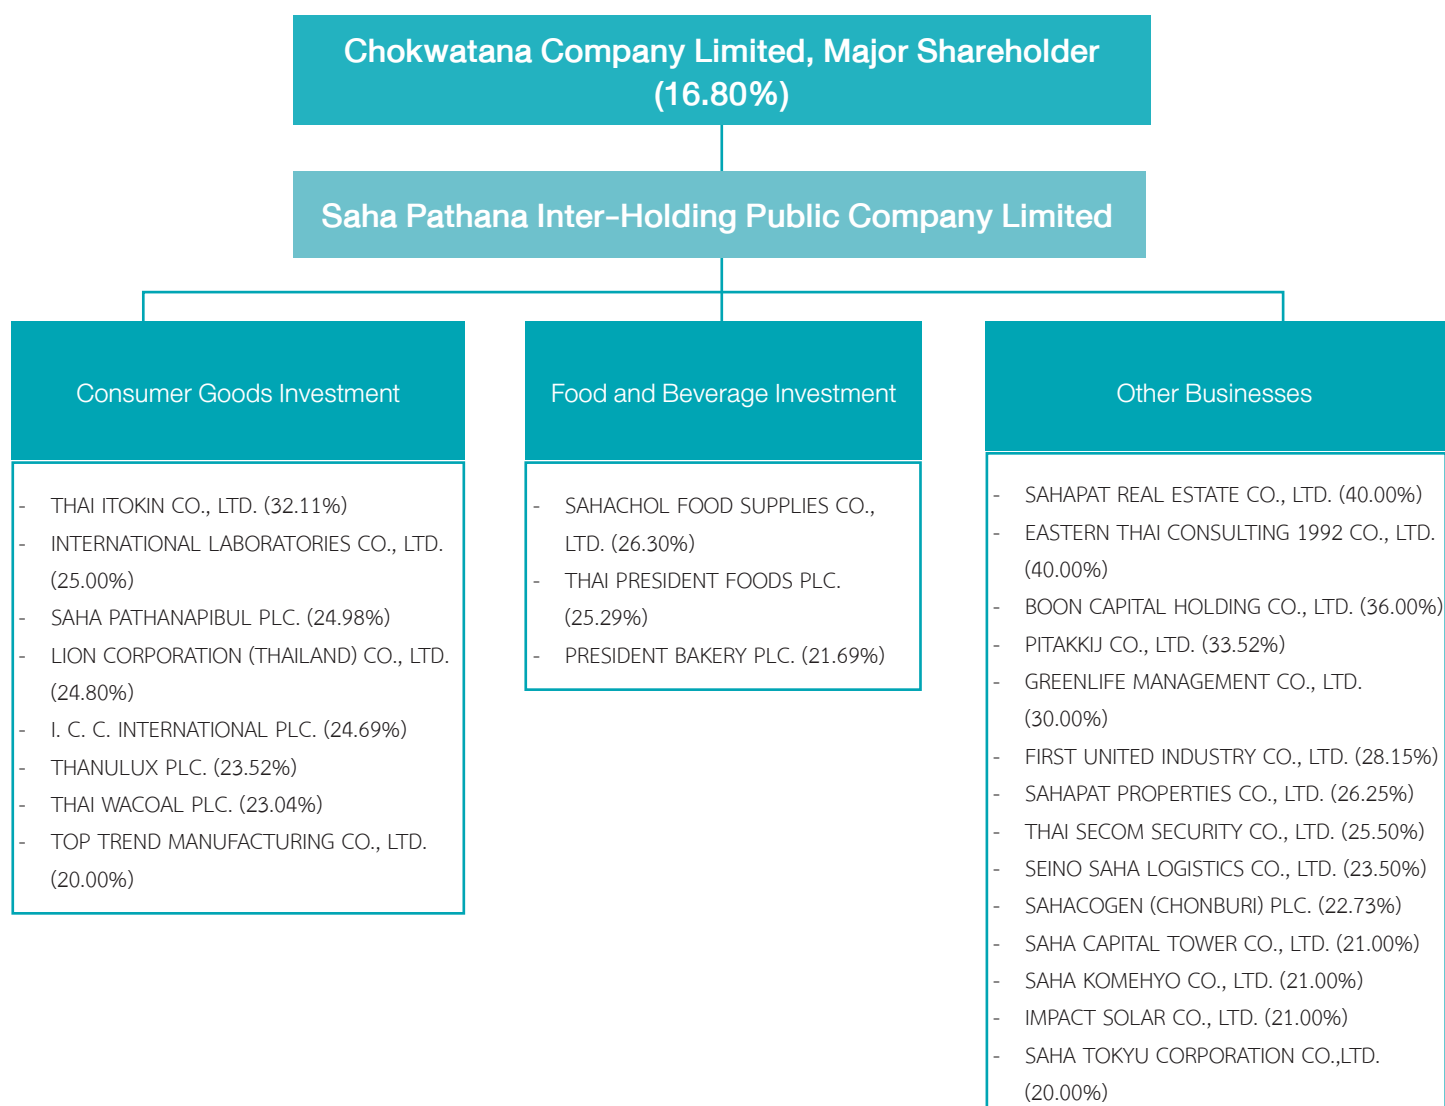 Chokwatana Company Limited, Major Shareholder
(16.80%)
Saha Pathana Inter-Holding Public Company Limited
Consumer Goods Investment
- THAI ITOKIN CO., LTD. (32.11%)
- INTERNATIONAL LABORATORIES CO., LTD.
(25.00%)
- SAHA PATHANAPIBUL PLC. (24.98%)
- LION CORPORATION (THAILAND) CO., LTD.
(24.80%)
- I. C. C. INTERNATIONAL PLC. (24.69%)
- THANULUX PLC. (23.52%)
- THAI WACOAL PLC. (23.04%)
- TOP TREND MANUFACTURING CO., LTD.
(20.00%)
Food and Beverage Investment
- SAHACHOL FOOD SUPPLIES CO.,
LTD. (26.30%)
- THAI PRESIDENT FOODS PLC.
(25.29%)
- PRESIDENT BAKERY PLC. (21.69%)
Other Businesses
- SAHAPAT REAL ESTATE CO., LTD. (40.00%)
- EASTERN THAI CONSULTING 1992 CO., LTD.
(40.00%)
- BOON CAPITAL HOLDING CO., LTD. (36.00%)
- PITAKKIJ CO., LTD. (33.52%)
- GREENLIFE MANAGEMENT CO., LTD.
(30.00%)
- FIRST UNITED INDUSTRY CO., LTD. (28.15%)
- SAHAPAT PROPERTIES CO., LTD. (26.25%)
- THAI SECOM SECURITY CO., LTD. (25.50%)
- SEINO SAHA LOGISTICS CO., LTD. (23.50%)
- SAHACOGEN (CHONBURI) PLC. (22.73%)
- SAHA CAPITAL TOWER CO., LTD. (21.00%)
- SAHA KOMEHYO CO., LTD. (21.00%)
- IMPACT SOLAR CO., LTD. (21.00%)
- SAHA TOKYU CORPORATION CO.,LTD.
(20.00%)